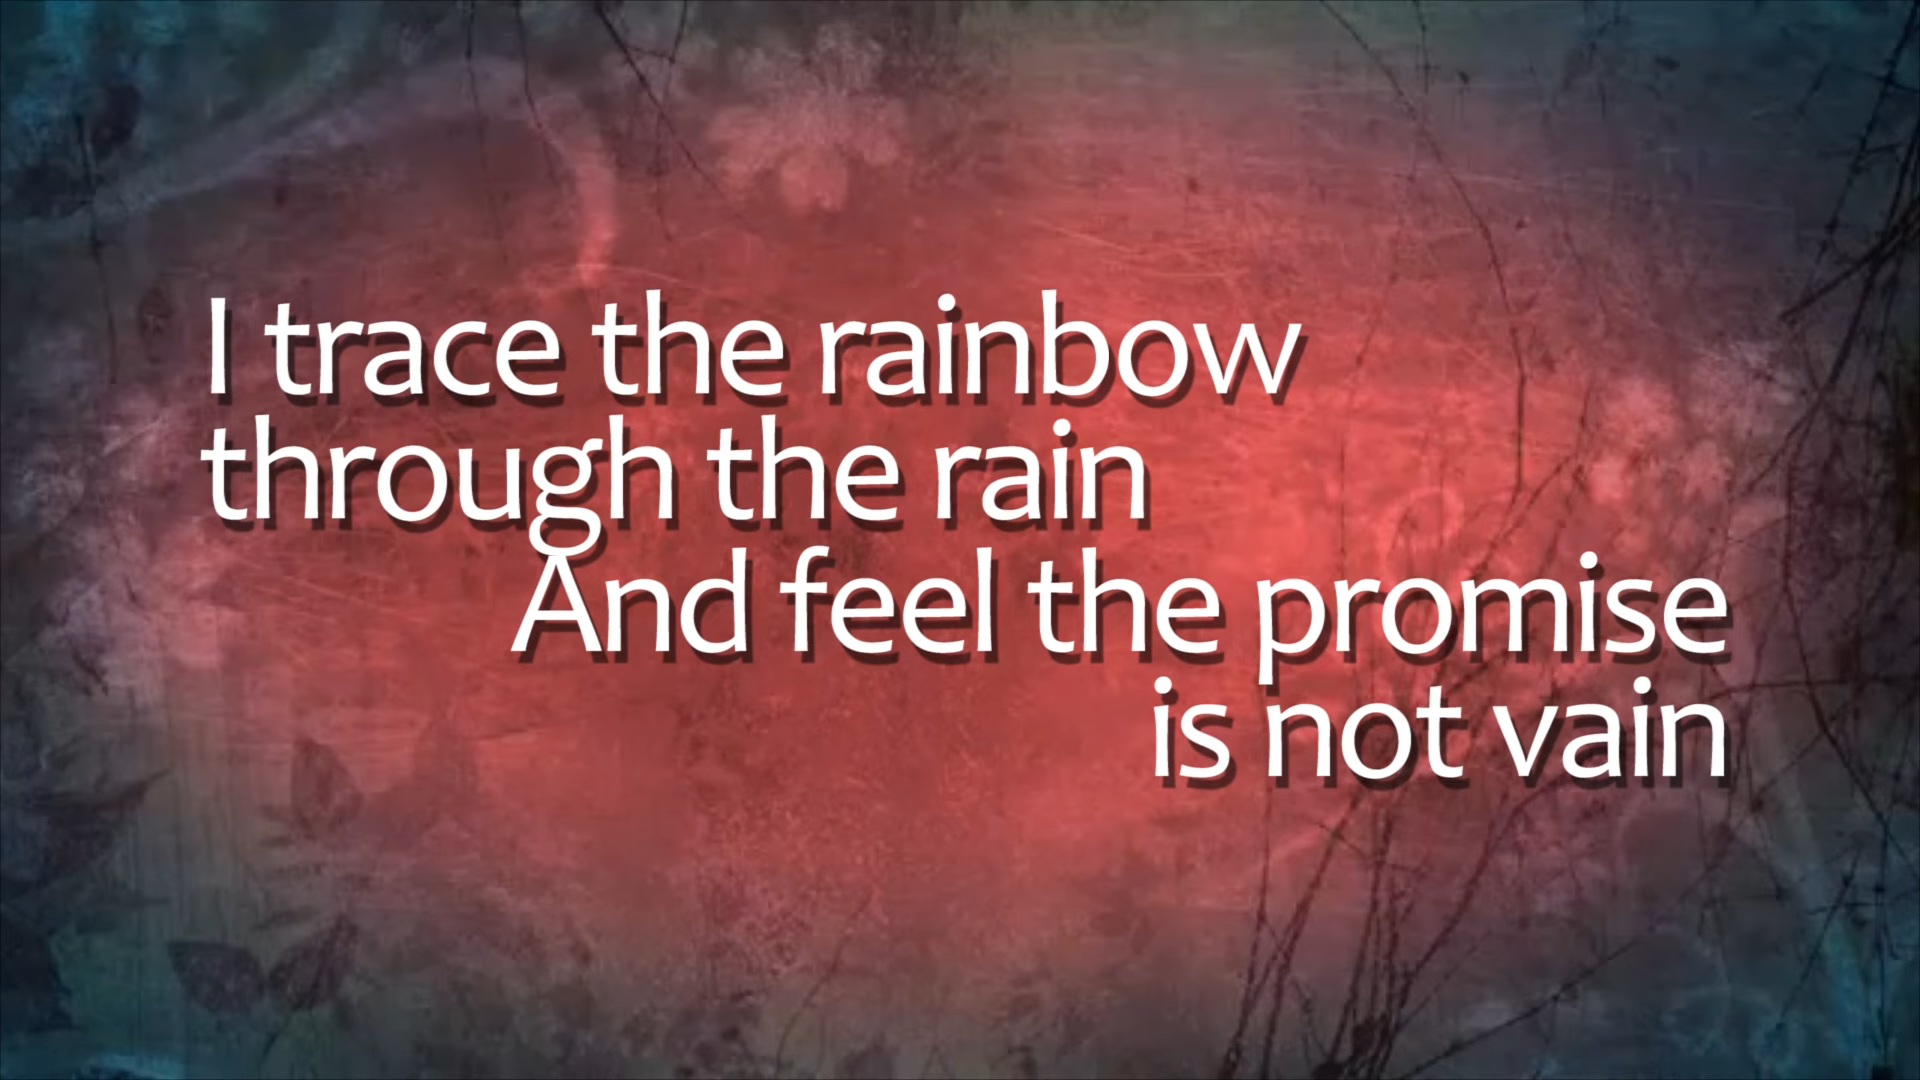 I trace the rainbow
through the rain
And feel the promise
is not vain